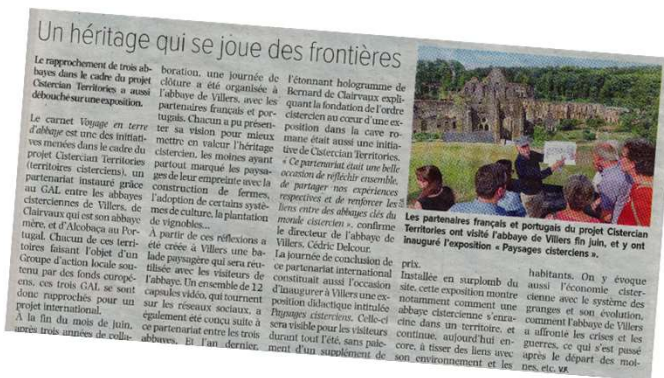 Un héritage qui se joue des frontières
Le rapprochement de trois ab-
bayes dans le cadre du projet
Cistercian Territories a aussi
débouché sur une exposition.
Le carnet Voyage en terre
d'abbaye est une des initiati-
ves menées dans le cadre du
projet Cistercian Territories
(territoires cisterciens), un
partenariat instauré grâce
au GAL entre les abbayes
cisterciennes de Villers, de
Clairvaux qui est son abbaye
mère, et d'Alcobaça au Por-
tugal. Chacun de ces terri-
toires faisant l'objet d'un
Groupe d'action locale sou-
tenu par des fonds europé-
ens, ces trois GAL se sont
donc rapprochés pour un
projet international.
À la fin du mois de juin,
après trois années de colla-
boration, une journée de
clôture a été organisée à
l'abbaye de Villers, avec les
partenaires français et por-
tugais. Chacun a pu présen-
ter sa vision pour mieux
mettre en valeur l'héritage
cistercien, les moines ayant
partout marqué les paysa-
ges de leur empreinte avec la
construction de fermes,
l'adoption de certains systè-
mes de culture, la plantation
de vignobles...
À partir de ces réflexions a
été créée à Villers une ba-
lade paysagère qui sera réu-
tilisée avec les visiteurs de
l'abbaye. Un ensemble de 12
capsules vidéo, qui tournent
sur les réseaux sociaux, a
également été conçu suite à
ce partenariat entre les trois
abbayes. Et l'an dernier,
l'étonnant hologramme de
Bernard de Clairvaux expli-
quant la fondation de l'ordre
cistercien au cœur d'une ex-
position dans la cave ro-
mane était aussi une initia-
tive de Cistercian Territories.
« Ce partenariat était une belle
occasion de réfléchir ensemble,
de partager nos expériences
respectives et de renforcer les
liens entre des abbayes clés du
monde cistercien », confirme
le directeur de l'abbaye de
Villers, Cédric Delcour.
La journée de conclusion de
ce partenariat international
constituait aussi l'occasion
d'inaugurer à Villers une ex-
position didactique intitulée
Paysages cisterciens. Celle-ci
sera visible pour les visiteurs
durant tout l'été, sans paie-
ment d'un supplément de
Les partenaires français et portugais du projet Cistercian
Territories ont visité l'abbaye de Villers fin juin, et y ont
inauguré l'exposition « Paysages cisterciens ».
prix.
Installée en surplomb du
site, cette exposition montre
notamment comment une
abbaye cistercienne s'enra-
cine dans un territoire, et
continue, aujourd'hui en-
core, à tisser des liens avec
son environnement et les
habitants. On y évoque
aussi l'économie cister-
cienne avec le système des
granges et son évolution,
comment l'abbaye de Villers
a affronté les crises et les
guerres, ce qui s'est passé
après le départ des moi-
nes, etc. V.F.